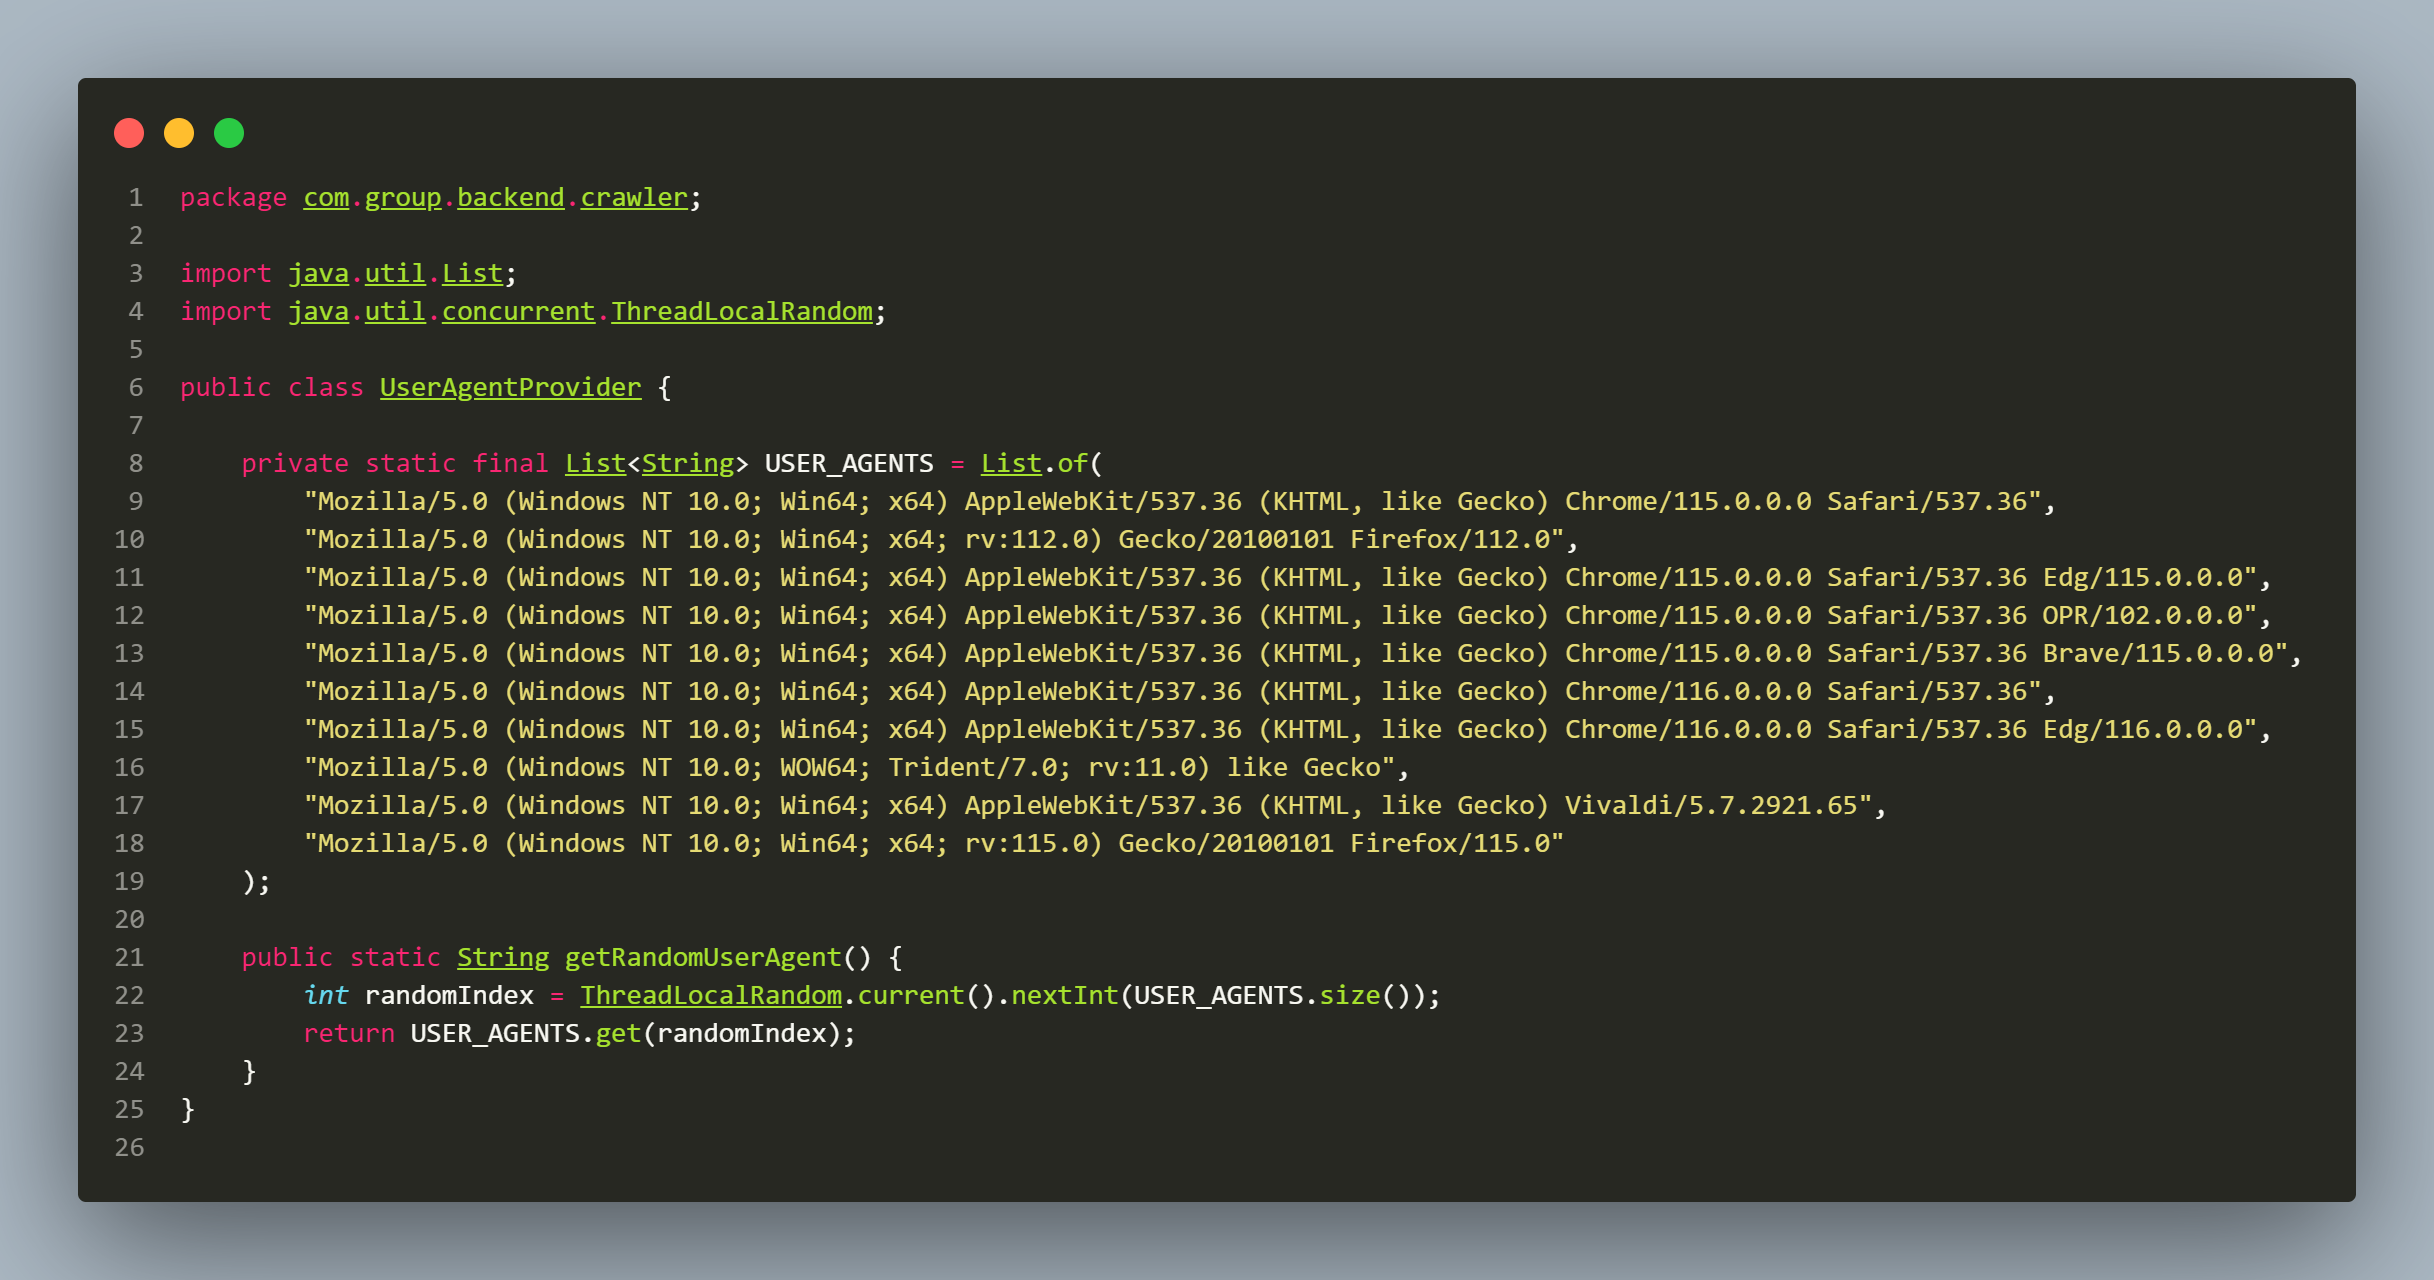 1 package com.group.backend.crawler;
2
3 import java.util.List;
4 import java.util.concurrent.ThreadLocalRandom;
5
6 public class UserAgentProvider {
7
8     private static final List<String> USER_AGENTS = List.of(
9         "Mozilla/5.0 (Windows NT 10.0; Win64; x64) AppleWebKit/537.36 (KHTML, like Gecko) Chrome/115.0.0.0 Safari/537.36",
10         "Mozilla/5.0 (Windows NT 10.0; Win64; x64; rv:112.0) Gecko/20100101 Firefox/112.0",
11         "Mozilla/5.0 (Windows NT 10.0; Win64; x64) AppleWebKit/537.36 (KHTML, like Gecko) Chrome/115.0.0.0 Safari/537.36 Edg/115.0.0.0",
12         "Mozilla/5.0 (Windows NT 10.0; Win64; x64) AppleWebKit/537.36 (KHTML, like Gecko) Chrome/115.0.0.0 Safari/537.36 OPR/102.0.0.0",
13         "Mozilla/5.0 (Windows NT 10.0; Win64; x64) AppleWebKit/537.36 (KHTML, like Gecko) Chrome/115.0.0.0 Safari/537.36 Brave/115.0.0.0",
14         "Mozilla/5.0 (Windows NT 10.0; Win64; x64) AppleWebKit/537.36 (KHTML, like Gecko) Chrome/116.0.0.0 Safari/537.36",
15         "Mozilla/5.0 (Windows NT 10.0; Win64; x64) AppleWebKit/537.36 (KHTML, like Gecko) Chrome/116.0.0.0 Safari/537.36 Edg/116.0.0.0",
16         "Mozilla/5.0 (Windows NT 10.0; WOW64; Trident/7.0; rv:11.0) like Gecko",
17         "Mozilla/5.0 (Windows NT 10.0; Win64; x64) AppleWebKit/537.36 (KHTML, like Gecko) Vivaldi/5.7.2921.65",
18         "Mozilla/5.0 (Windows NT 10.0; Win64; x64; rv:115.0) Gecko/20100101 Firefox/115.0"
19     );
20
21     public static String getRandomUserAgent() {
22         int randomIndex = ThreadLocalRandom.current().nextInt(USER_AGENTS.size());
23         return USER_AGENTS.get(randomIndex);
24     }
25 }
26